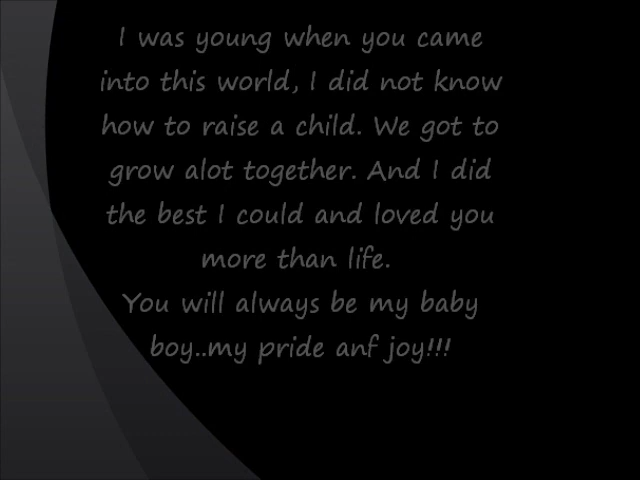 I was young when you came
into this world, I did not know
how to raise a child. We got to
grow alot together. And I did
the best I could and loved you
more than life.
You will always be my baby
boy..my pride anf joy!!!